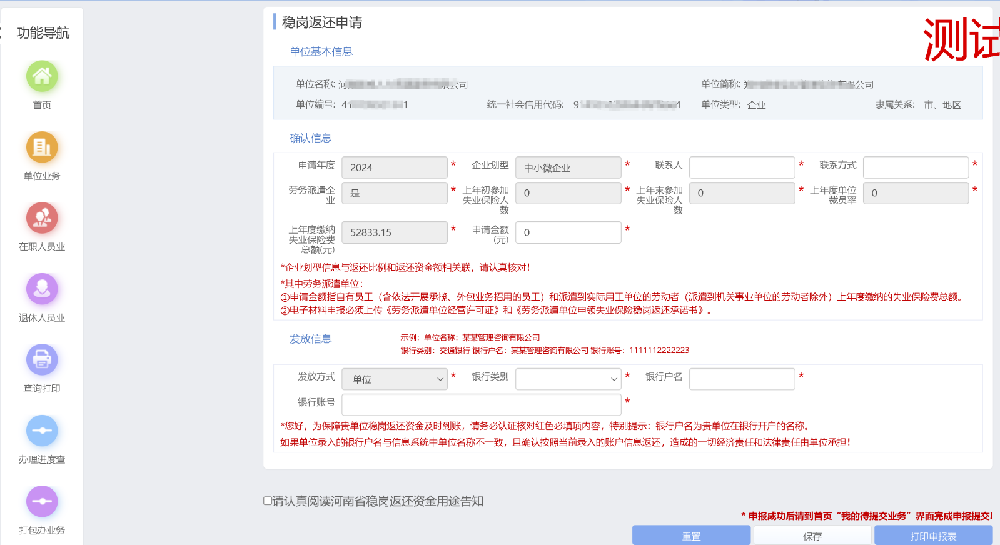 功能导航
首页
单位业务
在职人员业
退休人员业
查询打印
办理进度查
打包办业务
稳岗返还申请
测试
单位基本信息
单位名称: 河 限公司
单位简称: 公司
单位编号: 41 1
统一社会信用代码: 91 4
单位类型: 企业
隶属关系: 市、地区
确认信息
申请年度 2024 *
企业划型 中小微企业 *
联系人 *
联系方式 *
劳务派遣企
业
是 *
上年初参加
失业保险人
数
0 *
上年末参加
失业保险人
数
0 *
上年度单位
裁员率
0 *
上年度缴纳
失业保险费
总额(元)
52833.15 *
申请金额
(元)
0 *
*企业划型信息与返还比例和返还资金额相关联，请认真核对！
*其中劳务派遣单位：
①申请金额指自有员工（含依法开展承揽、外包业务招用的员工）和派遣到实际用工单位的劳动者（派遣到机关事业单位的劳动者除外）上年度缴纳的失业保险费总额。
②电子材料申报必须上传《劳务派遣单位经营许可证》和《劳务派遣单位申领失业保险稳岗返还承诺书》。
发放信息
示例：单位名称：某某管理咨询有限公司
银行类别：交通银行 银行户名：某某管理咨询有限公司 银行账号：1111112222223
发放方式 单位 *
银行类别 *
银行户名 *
银行账号 *
*您好，为保障贵单位稳岗返还资金及时到账，请务必认证核对红色必填项内容，特别提示：银行户名为贵单位在银行开户的名称。
如果单位录入的银行户名与信息系统中单位名称不一致，且确认按照当前录入的账户信息返还，造成的一切经济责任和法律责任由单位承担！
请认真阅读河南省稳岗返还资金用途告知
* 申报成功后请到首页“我的待提交业务”界面完成申报提交!
重置
保存
打印申报表